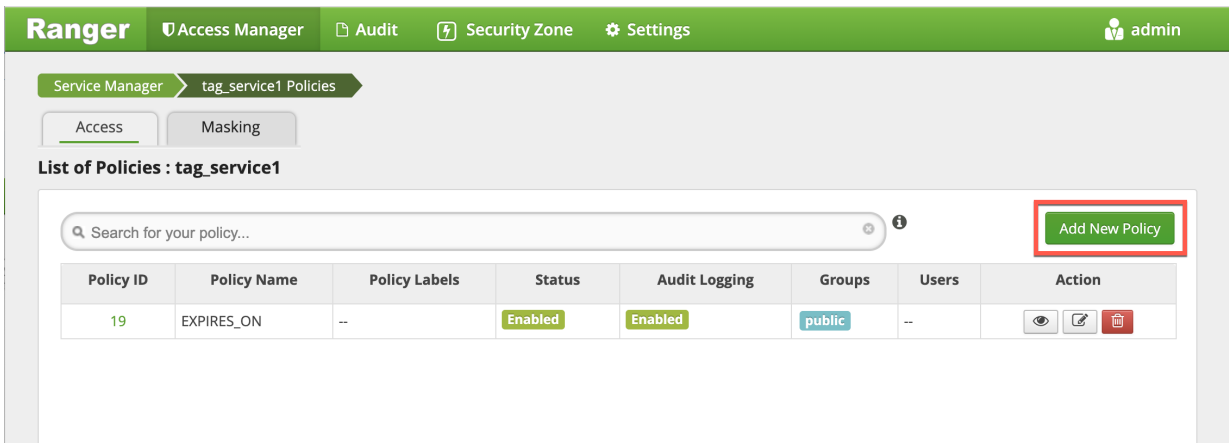 Ranger Access Manager Audit Security Zone Settings admin
Service Manager tag_service1 Policies
Access Masking
List of Policies : tag_service1
Search for your policy... Add New Policy
Policy ID Policy Name Policy Labels Status Audit Logging Groups Users Action
19 EXPIRES_ON -- Enabled Enabled public --